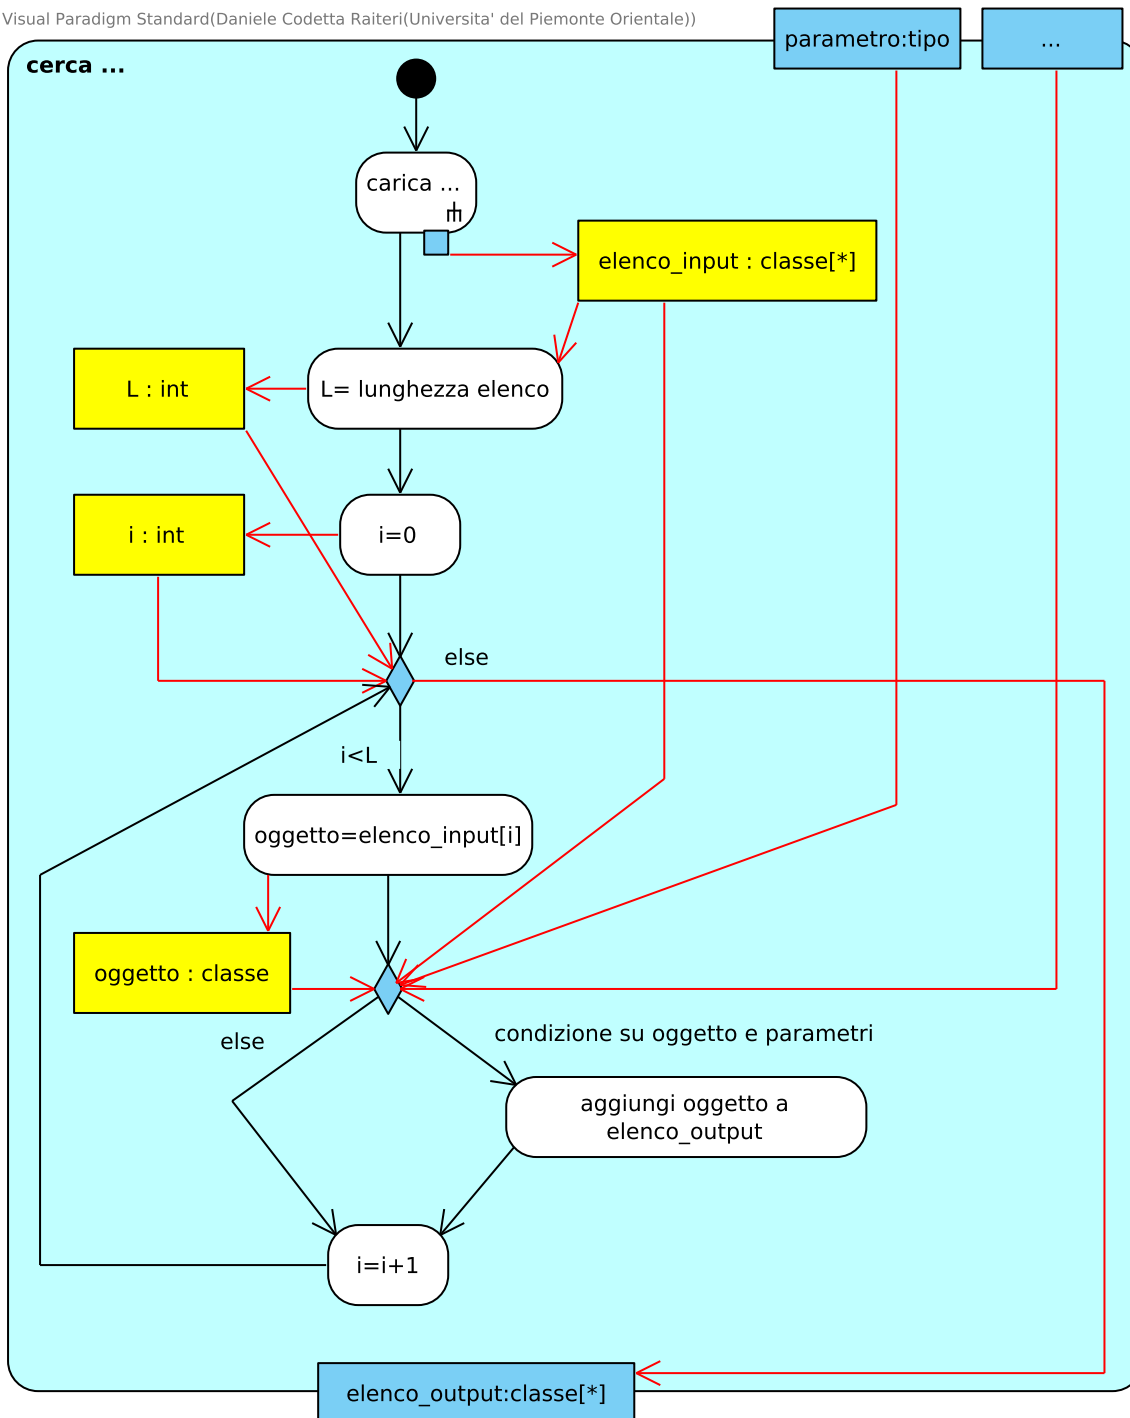 Visual Paradigm Standard(Daniele Codetta Raiteri(Universita' del Piemonte Orientale))
parametro:tipo
...
cerca ...
carica ...
elenco_input : classe[*]
L : int
L= lunghezza elenco
i : int
i=0
else
i<L
oggetto=elenco_input[i]
oggetto : classe
else
condizione su oggetto e parametri
aggiungi oggetto a
elenco_output
i=i+1
elenco_output:classe[*]